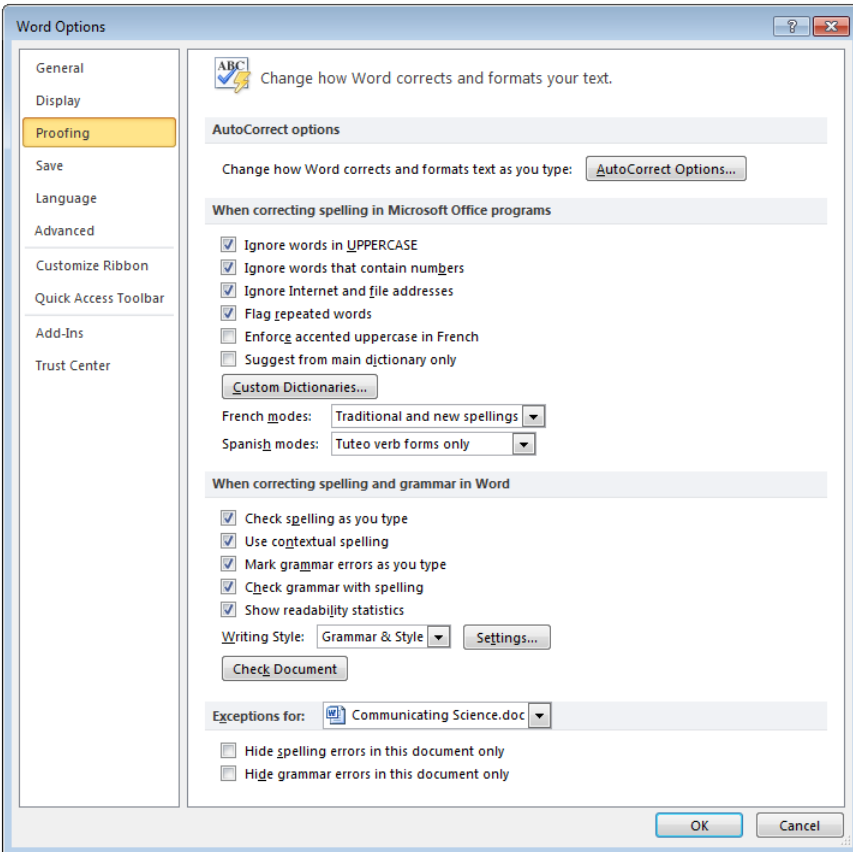 Word Options
General
Display
Proofing
Save
Language
Advanced
Customize Ribbon
Quick Access Toolbar
Add-Ins
Trust Center
ABC
Change how Word corrects and formats your text.
AutoCorrect options
Change how Word corrects and formats text as you type: AutoCorrect Options...
When correcting spelling in Microsoft Office programs
Ignore words in UPPERCASE
Ignore words that contain numbers
Ignore Internet and file addresses
Flag repeated words
Enforce accented uppercase in French
Suggest from main dictionary only
Custom Dictionaries...
French modes: Traditional and new spellings
Spanish modes: Tuteo verb forms only
When correcting spelling and grammar in Word
Check spelling as you type
Use contextual spelling
Mark grammar errors as you type
Check grammar with spelling
Show readability statistics
Writing Style: Grammar & Style Settings...
Check Document
Exceptions for: Communicating Science.doc
Hide spelling errors in this document only
Hide grammar errors in this document only
OK Cancel